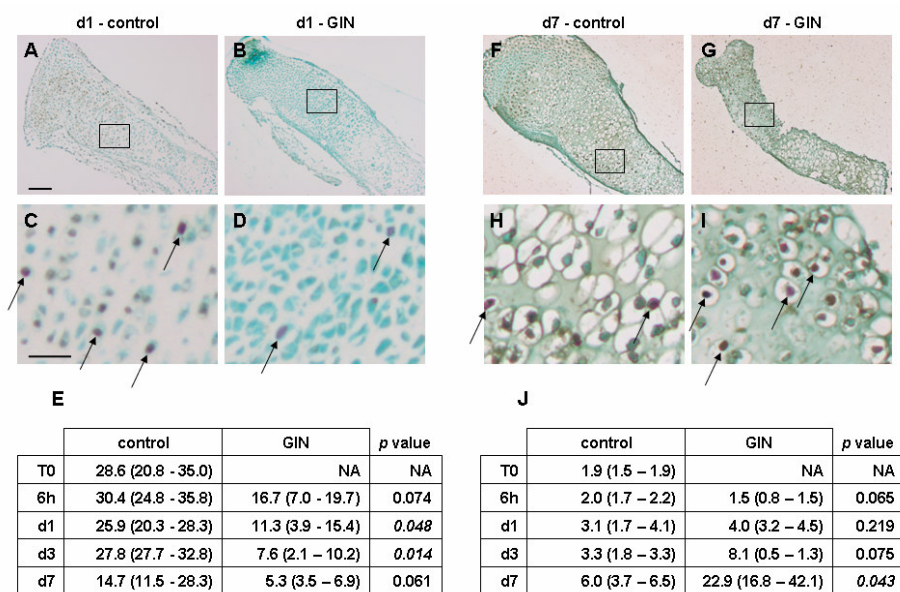 d1 - control d1 - GIN d7 - control d7 - GIN
A B F G
C D H I
E
control GIN p value
T0 28.6 (20.8 - 35.0) NA NA
6h 30.4 (24.8 - 35.8) 16.7 (7.0 - 19.7) 0.074
d1 25.9 (20.3 - 28.3) 11.3 (3.9 - 15.4) 0.048
d3 27.8 (27.7 - 32.8) 7.6 (2.1 – 10.2) 0.014
d7 14.7 (11.5 - 28.3) 5.3 (3.5 – 6.9) 0.061
J
control GIN p value
T0 1.9 (1.5 – 1.9) NA NA
6h 2.0 (1.7 – 2.2) 1.5 (0.8 – 1.5) 0.065
d1 3.1 (1.7 – 4.1) 4.0 (3.2 – 4.5) 0.219
d3 3.3 (1.8 – 3.3) 8.1 (0.5 – 1.3) 0.075
d7 6.0 (3.7 – 6.5) 22.9 (16.8 – 42.1) 0.043